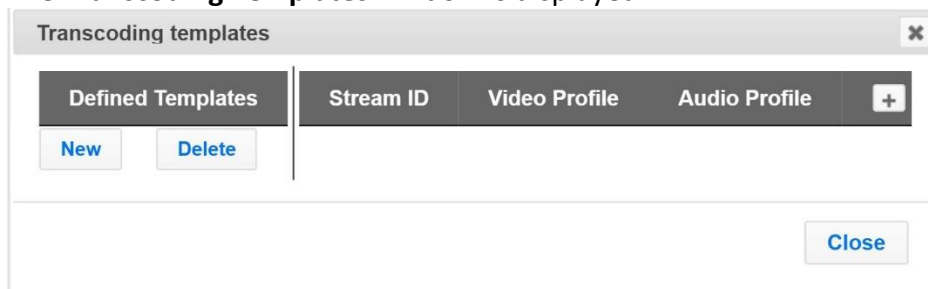 Transcoding templates
Defined Templates Stream ID Video Profile Audio Profile +
New Delete
Close